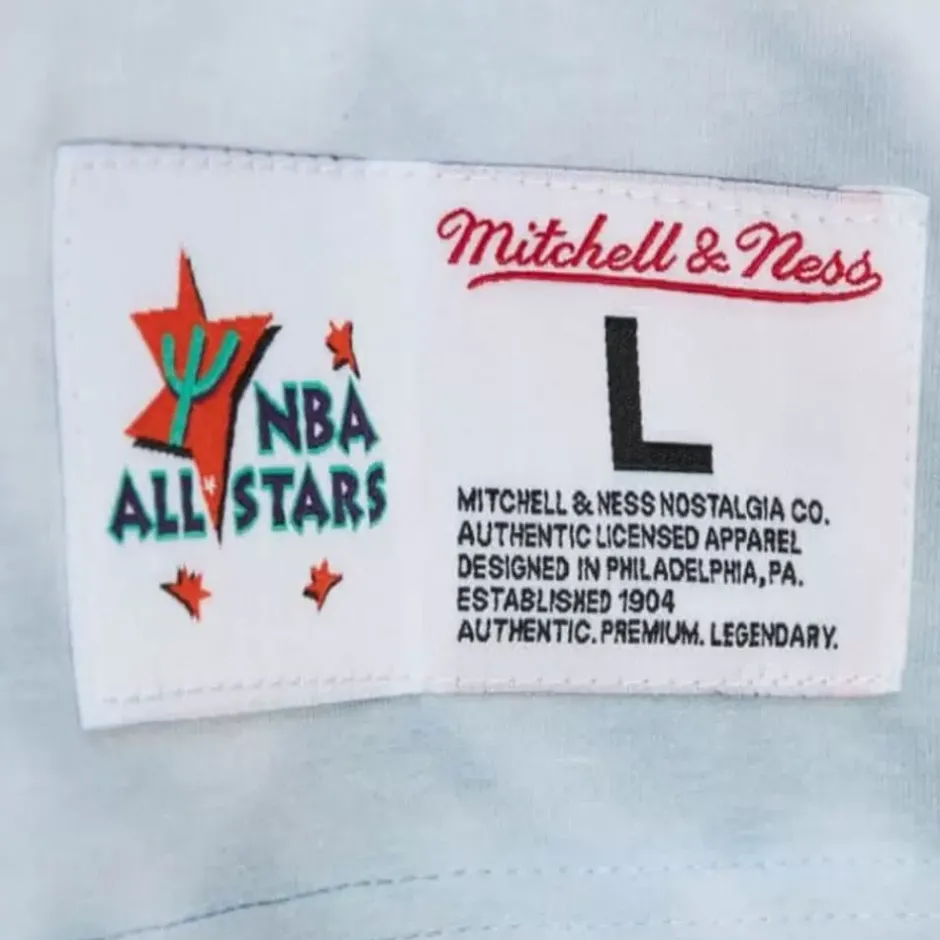 NBA
ALL STARS
Mitchell & Ness
L
MITCHELL & NESS NOSTALGIA CO.
AUTHENTIC LICENSED APPAREL
DESIGNED IN PHILADELPHIA, PA.
ESTABLISHED 1904
AUTHENTIC. PREMIUM. LEGENDARY.